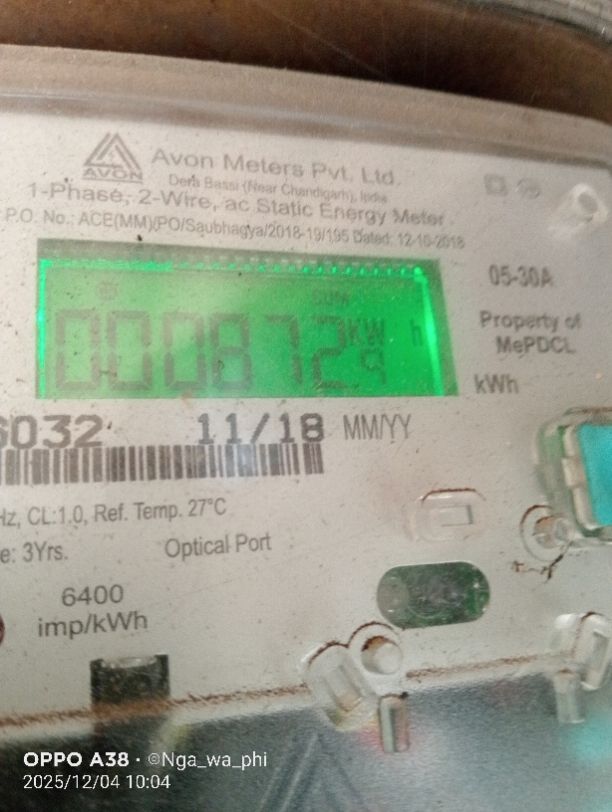 AVON
Avon Meters Pvt. Ltd.
Dera Bassi (Near Chandigarh), India
1-Phase, 2-Wire, ac Static Energy Meter
P.O. No.: ACE(MM)/PO/Saubhagya/2018-19/195 Dated: 12-10-2018
05-30A
SUM
000872.9 KW h
Property of
MePDCL
kWh
6032 11/18 MM/YY
Hz, CL:1.0, Ref. Temp. 27°C
e: 3Yrs. Optical Port
6400
imp/kWh
OPPO A38 · ©Nga_wa_phi
2025/12/04 10:04